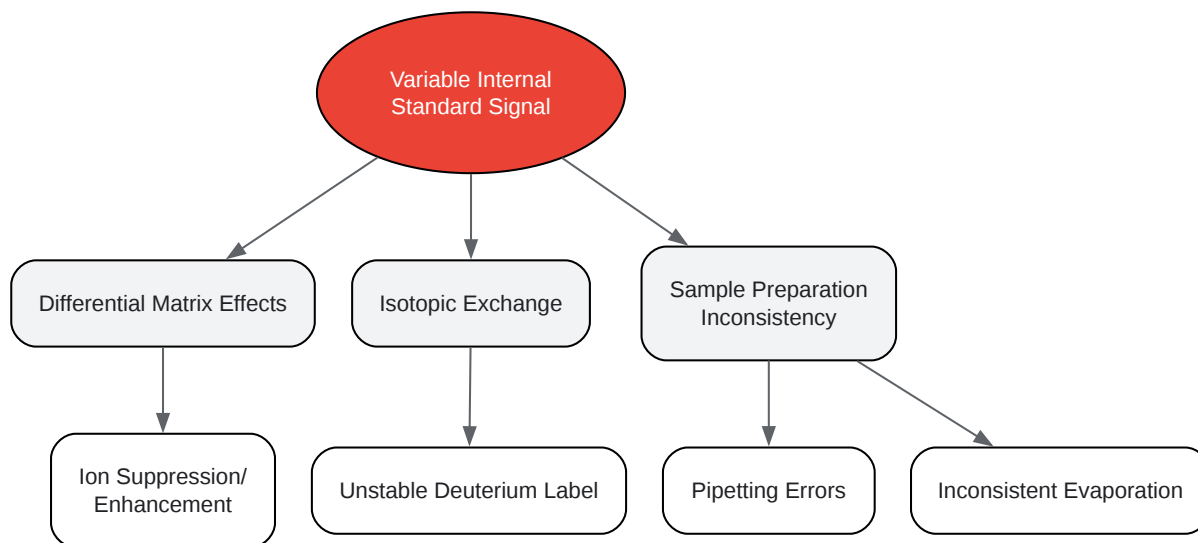 Variable Internal
Standard Signal
Differential Matrix Effects
Isotopic Exchange
Sample Preparation
Inconsistency
Ion Suppression/
Enhancement
Unstable Deuterium Label
Pipetting Errors
Inconsistent Evaporation